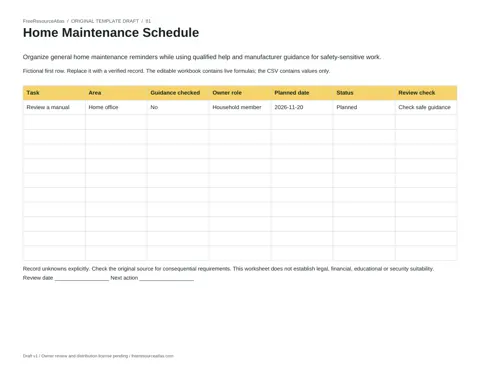 FreeResourceAtlas / ORIGINAL TEMPLATE DRAFT / 91
Home Maintenance Schedule
Organize general home maintenance reminders while using qualified help and manufacturer guidance for safety-sensitive work.
Fictional first row. Replace it with a verified record. The editable workbook contains live formulas; the CSV contains values only.
Task Area Guidance checked Owner role Planned date Status Review check
Review a manual Home office No Household member 2026-11-20 Planned Check safe guidance
Record unknowns explicitly. Check the original source for consequential requirements. This worksheet does not establish legal, financial, educational or security suitability.
Review date ____________________ Next action ____________________
Draft v1 / Owner review and distribution license pending / freeresourceatlas.com